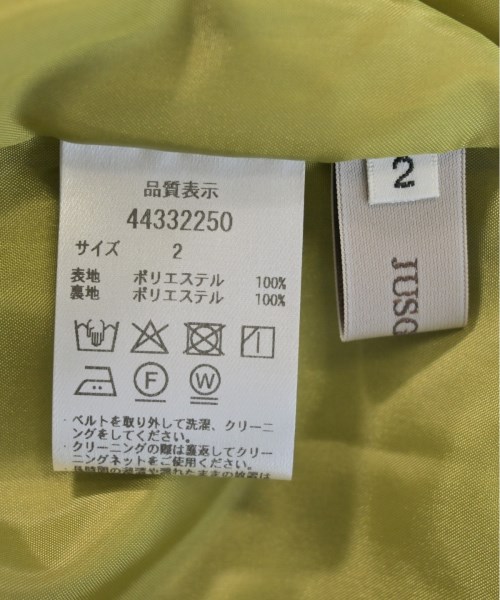 品質表示
44332250
サイズ 2
表地 ポリエステル 100%
裏地 ポリエステル 100%
F
W
・ベルトを取り外して洗濯、クリーニ
ングをしてください。
・クリーニングの際は裏返してクリー
ニングネットをご使用ください。
2
JUSG